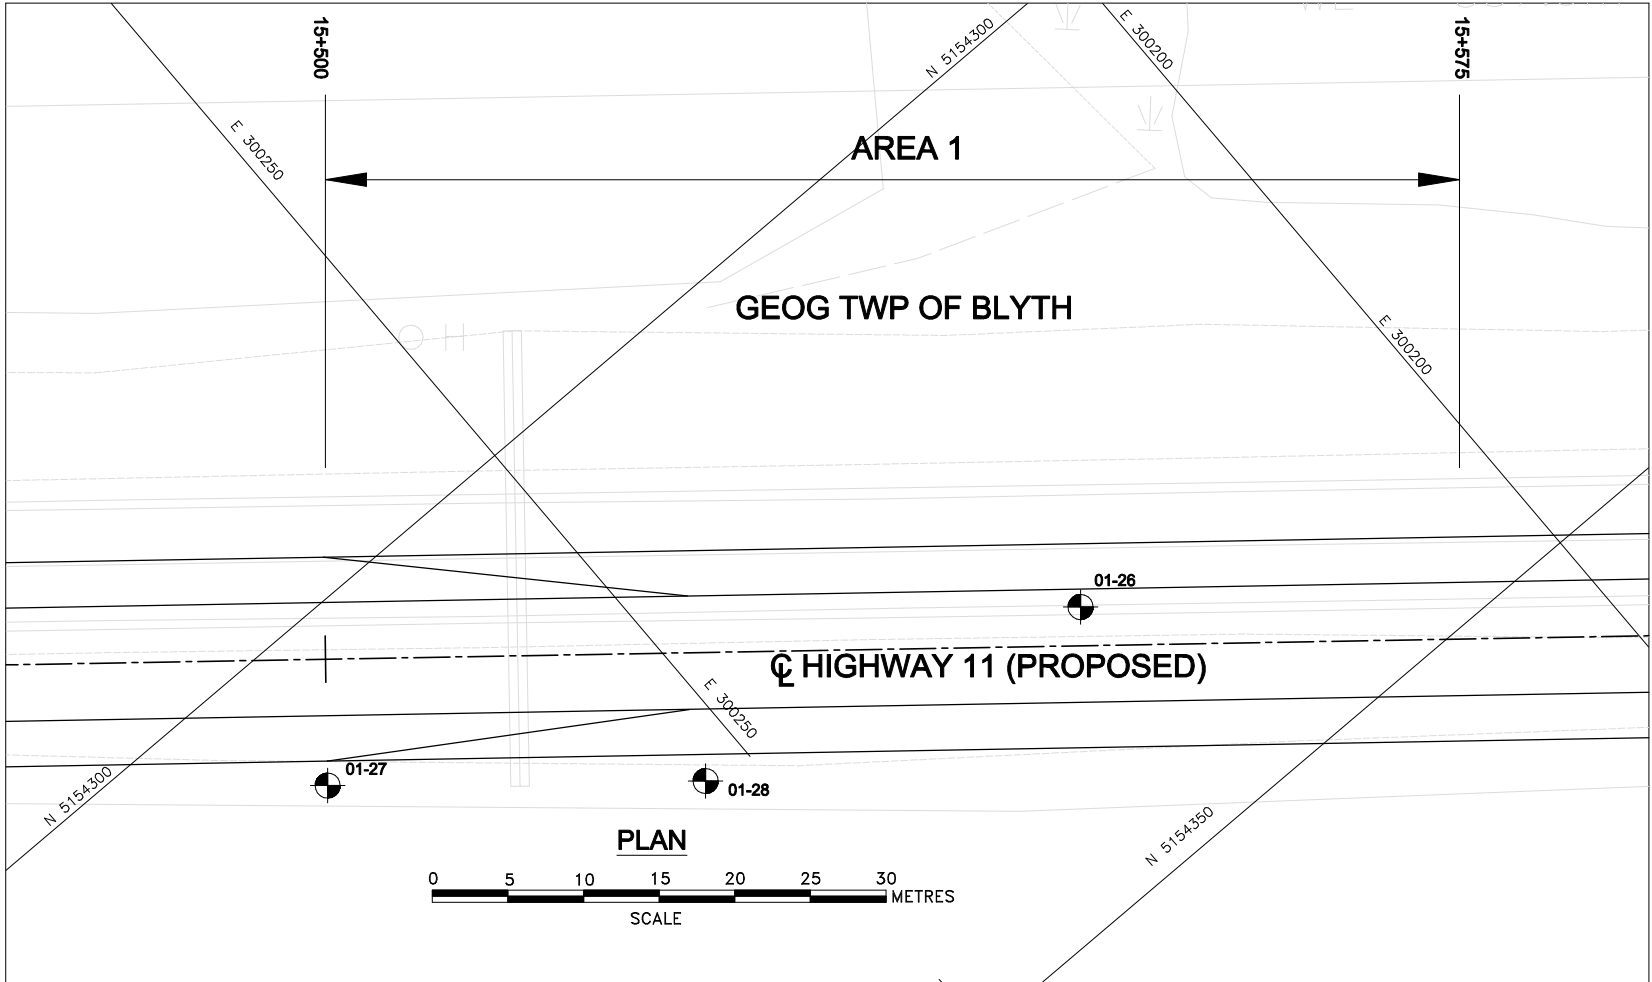 15+500
N 5154300
E 300200
15+575
E 300250
AREA 1
GEOG TWP OF BLYTH
OH
E 300200
01-26
℄ HIGHWAY 11 (PROPOSED)
E 300250
01-27
01-28
N 5154300
N 5154350
PLAN
0 5 10 15 20 25 30 METRES
SCALE